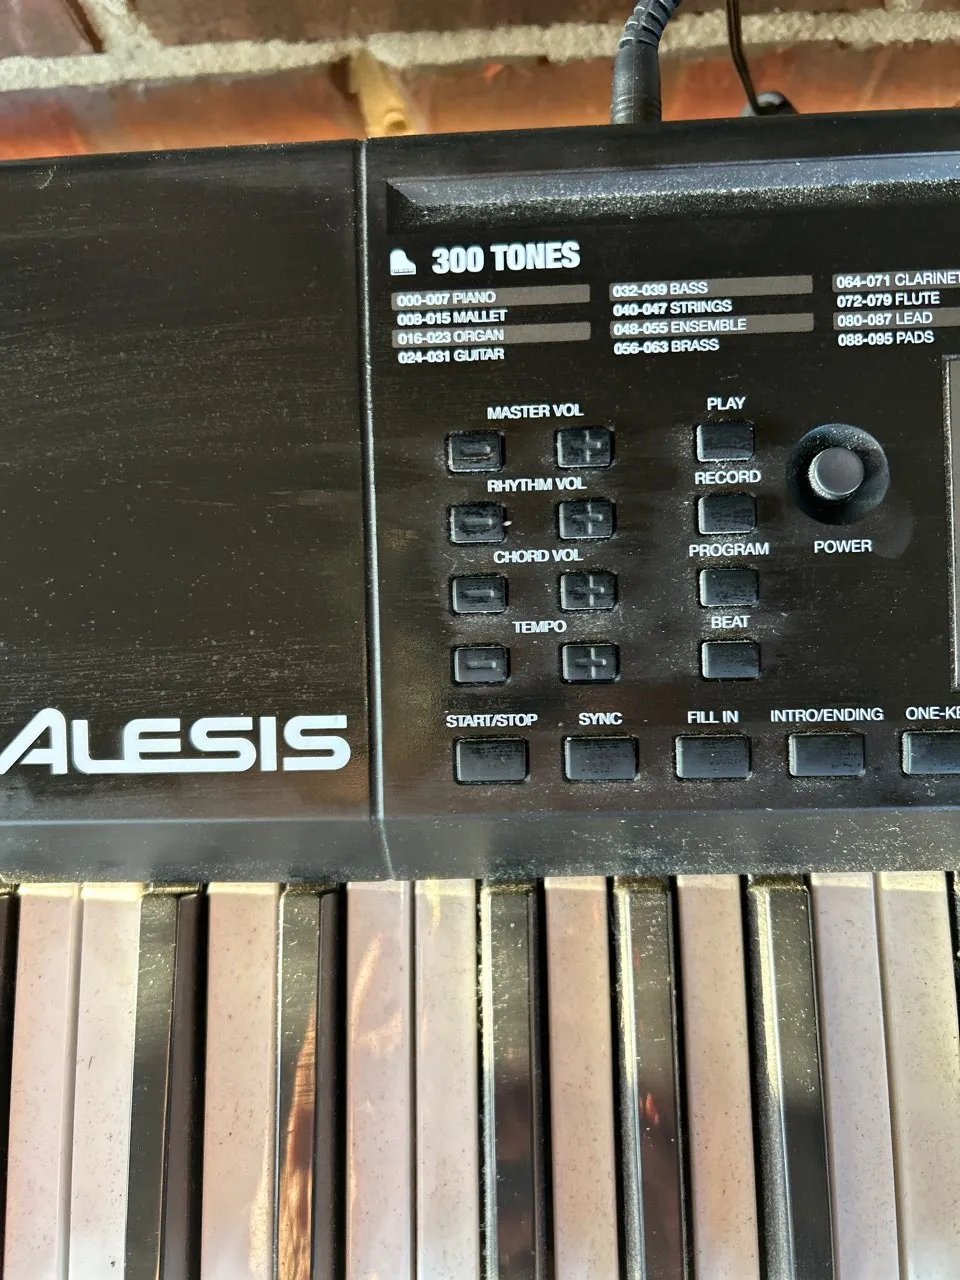 300 TONES
000-007 PIANO
008-015 MALLET
016-023 ORGAN
024-031 GUITAR
032-039 BASS
040-047 STRINGS
048-055 ENSEMBLE
056-063 BRASS
064-071 CLARINET
072-079 FLUTE
080-087 LEAD
088-095 PADS
MASTER VOL
- +
RHYTHM VOL
- +
CHORD VOL
- +
TEMPO
- +
PLAY
RECORD
PROGRAM
BEAT
POWER
START/STOP SYNC FILL IN INTRO/ENDING ONE-KE
ALESIS